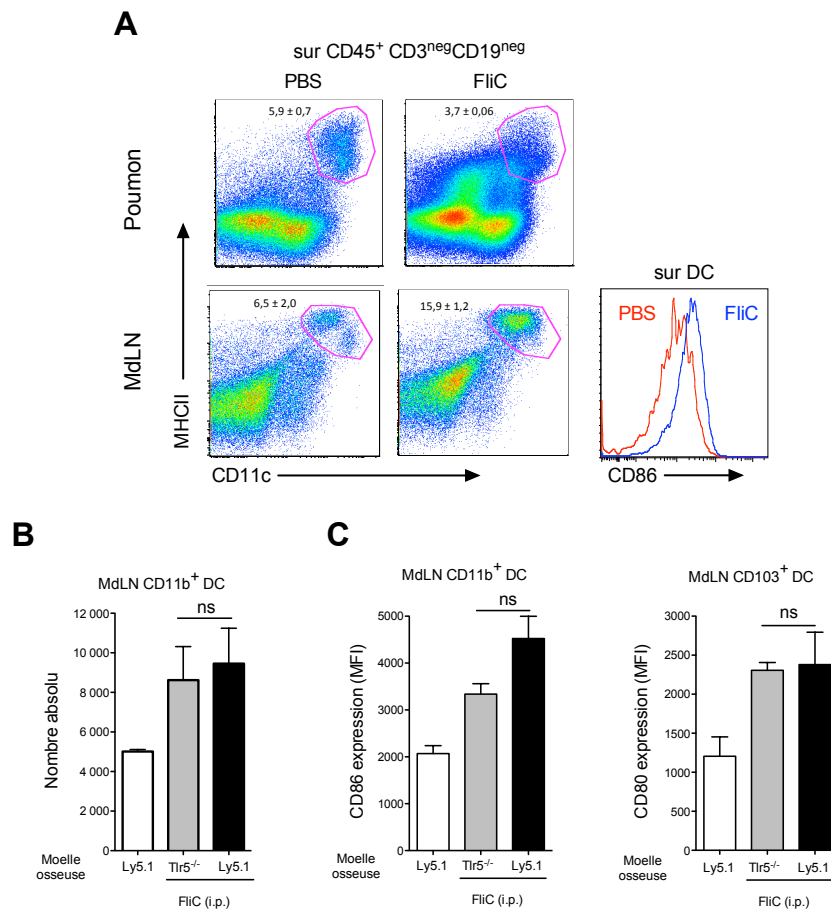 A
sur CD45+ CD3negCD19neg
PBS FliC
Poumon
5,9 ± 0,7
3,7 ± 0,06
MdLN
6,5 ± 2,0
15,9 ± 1,2
MHCII
CD11c
sur DC
PBS FliC
CD86
B
MdLN CD11b+ DC
Nombre absolu
12 000
10 000
8 000
6 000
4 000
2 000
0
ns
Moelle osseuse
Ly5.1 Tlr5-/- Ly5.1
FliC (i.p.)
C
MdLN CD11b+ DC
CD86 expression (MFI)
5000
4000
3000
2000
1000
0
ns
Moelle osseuse
Ly5.1 Tlr5-/- Ly5.1
FliC (i.p.)
MdLN CD103+ DC
CD80 expression (MFI)
3000
2500
2000
1500
1000
500
0
ns
Moelle osseuse
Ly5.1 Tlr5-/- Ly5.1
FliC (i.p.)